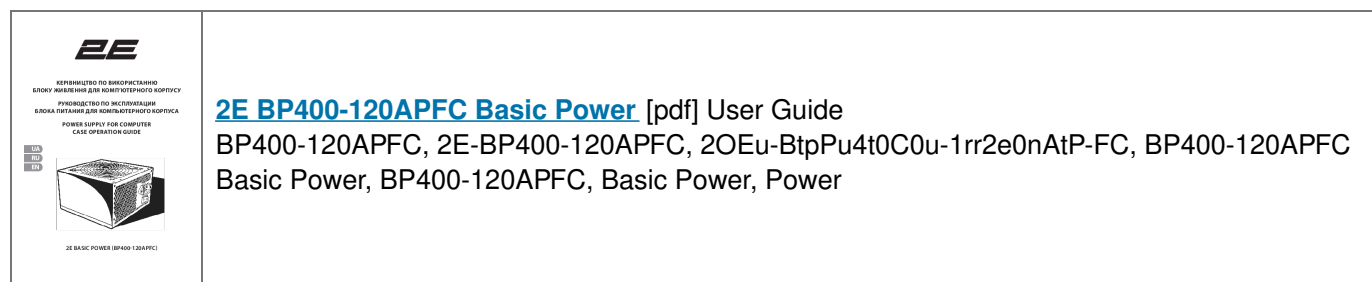 2E
КЕРІВНИЦТВО ПО ВИКОРИСТАННЮ
БЛОКУ ЖИВЛЕННЯ ДЛЯ КОМП'ЮТЕРНОГО КОРПУСУ
РУКОВОДСТВО ПО ЭКСПЛУАТАЦИИ
БЛОКА ПИТАНИЯ ДЛЯ КОМПЬЮТЕРНОГО КОРПУСА
POWER SUPPLY FOR COMPUTER
CASE OPERATION GUIDE
UA
RU
EN
2E BASIC POWER (BP400-120APFC)
2E BP400-120APFC Basic Power [pdf] User Guide
BP400-120APFC, 2E-BP400-120APFC, 2OEu-BtpPu4t0C0u-1rr2e0nAtP-FC, BP400-120APFC
Basic Power, BP400-120APFC, Basic Power, Power